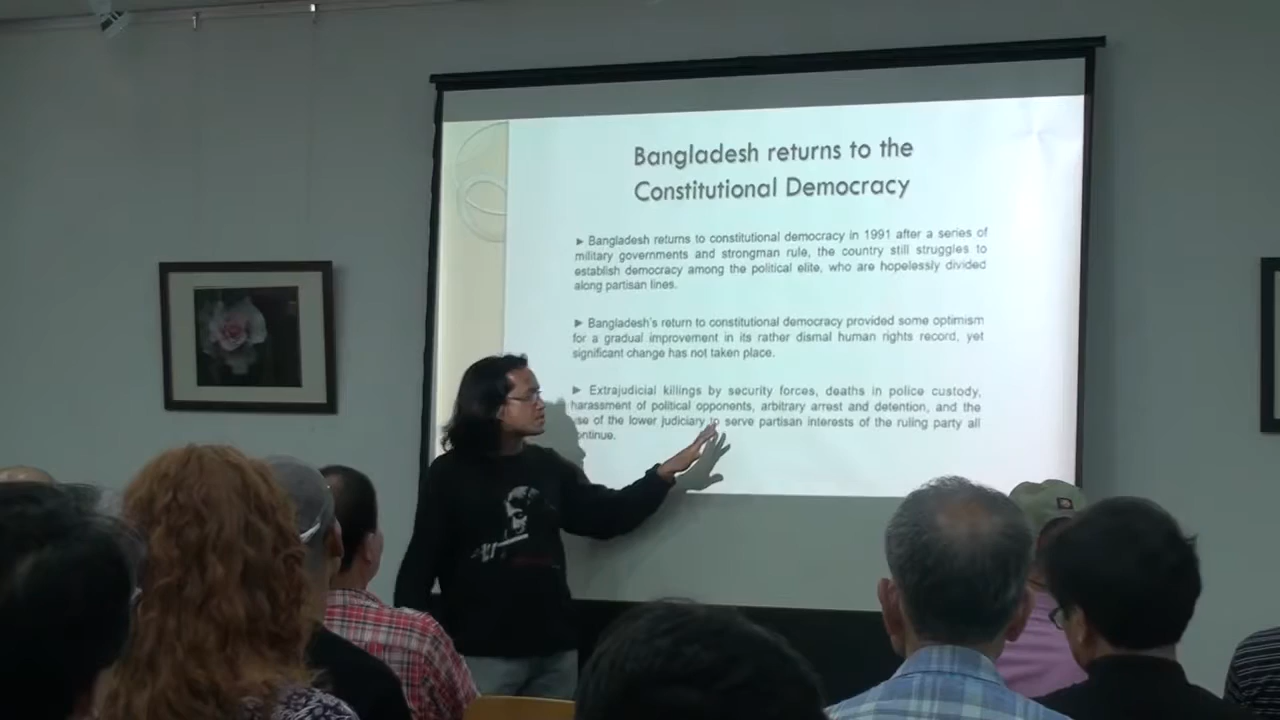 Bangladesh returns to the
Constitutional Democracy
► Bangladesh returns to constitutional democracy in 1991 after a series of
military governments and strongman rule, the country still struggles to
establish democracy among the political elite, who are hopelessly divided
along partisan lines.
► Bangladesh's return to constitutional democracy provided some optimism
for a gradual improvement in its rather dismal human rights record, yet
significant change has not taken place.
► Extrajudicial killings by security forces, deaths in police custody,
harassment of political opponents, arbitrary arrest and detention, and the
se of the lower judiciary to serve partisan interests of the ruling party all
ontinue.